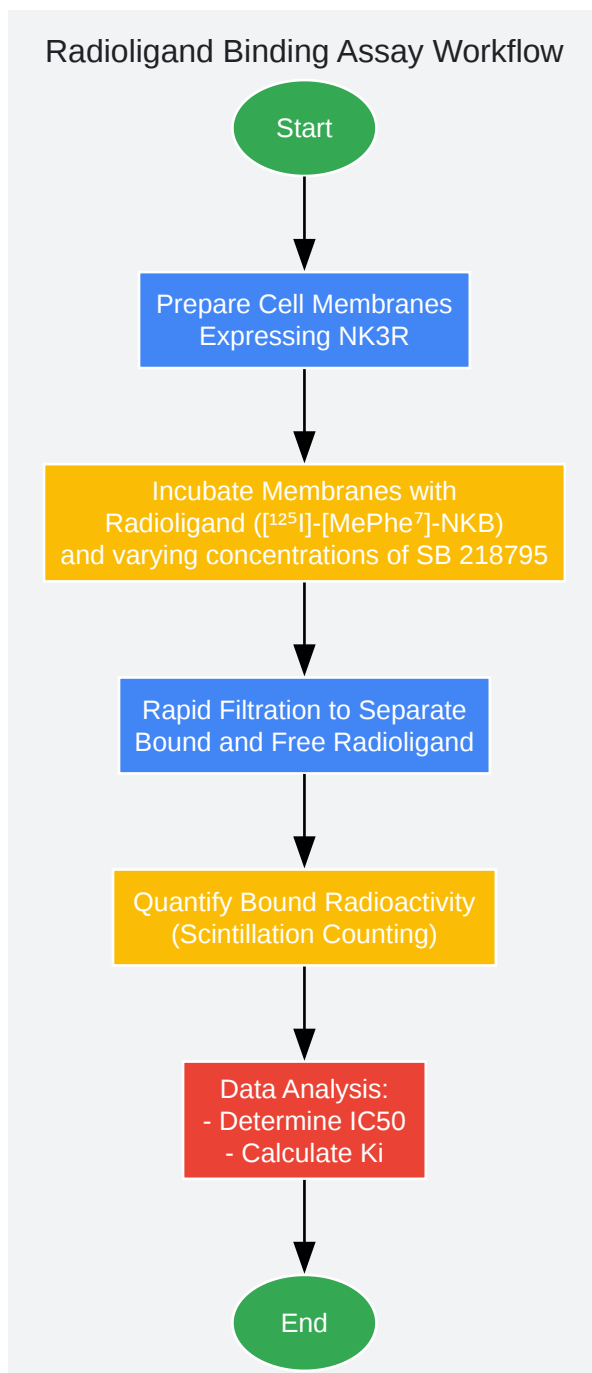 Radioligand Binding Assay Workflow
Start
Prepare Cell Membranes
Expressing NK3R
Incubate Membranes with
Radioligand ([¹²⁵I]-[MePhe⁷]-NKB)
and varying concentrations of SB 218795
Rapid Filtration to Separate
Bound and Free Radioligand
Quantify Bound Radioactivity
(Scintillation Counting)
Data Analysis:
- Determine IC50
- Calculate Ki
End